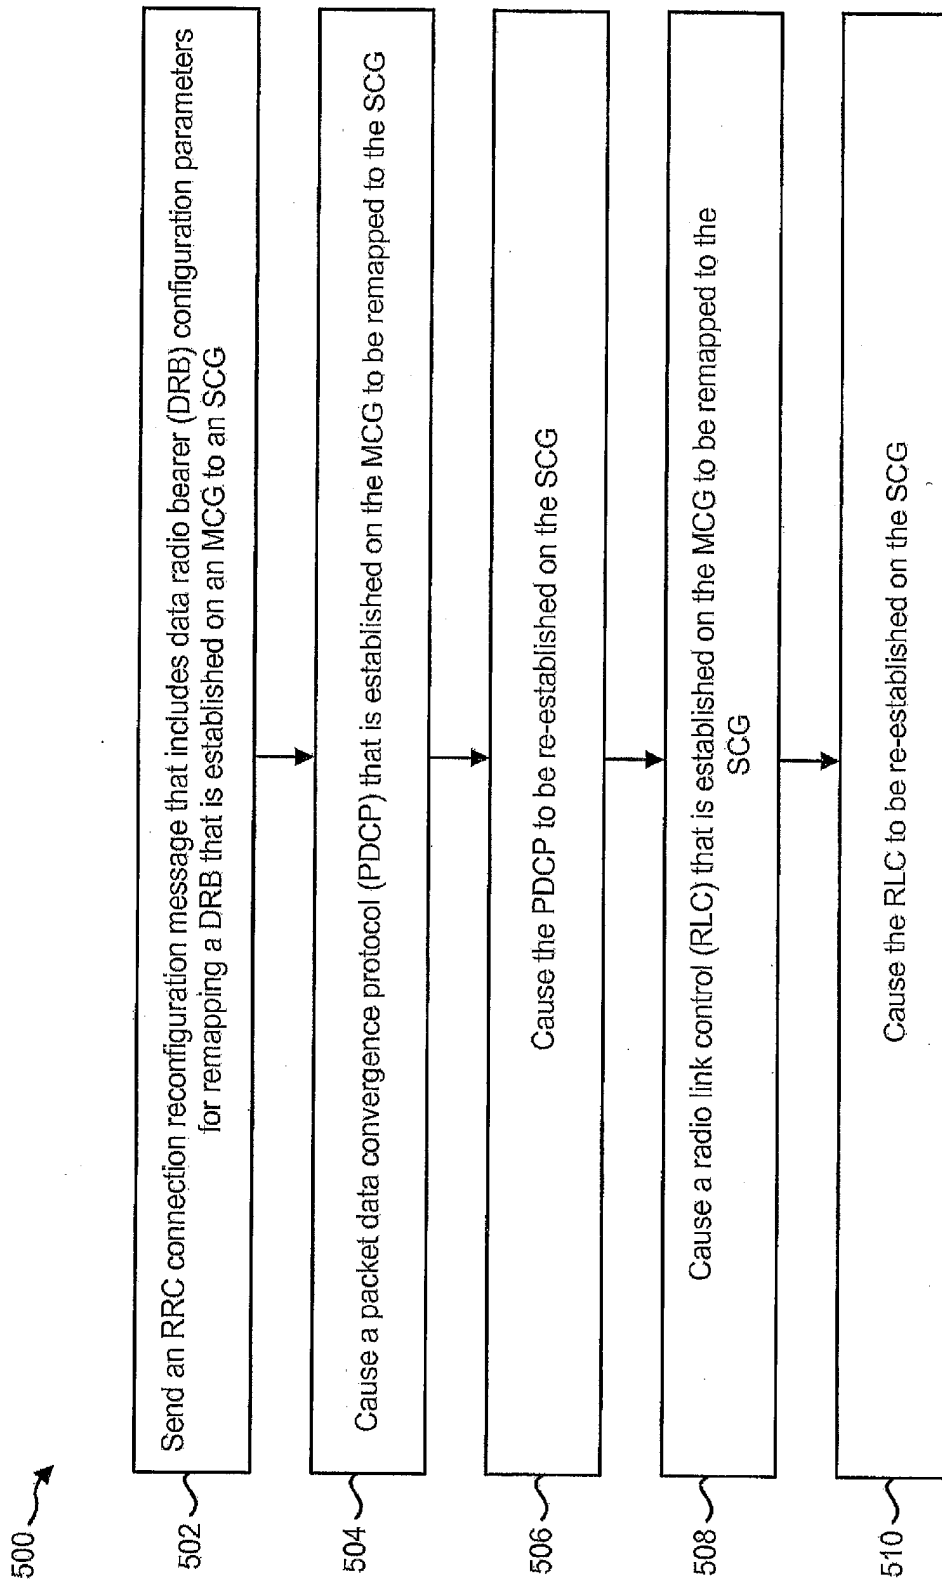 500
502
Send an RRC connection reconfiguration message that includes data radio bearer (DRB) configuration parameters
for remapping a DRB that is established on an MCG to an SCG
504
Cause a packet data convergence protocol (PDCP) that is established on the MCG to be remapped to the SCG
506
Cause the PDCP to be re-established on the SCG
508
Cause a radio link control (RLC) that is established on the MCG to be remapped to the
SCG
510
Cause the RLC to be re-established on the SCG